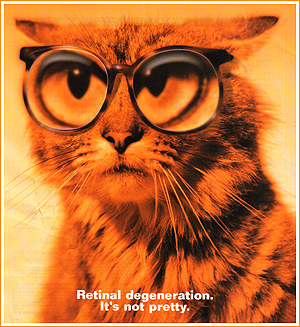 Retinal degeneration.
It's not pretty.